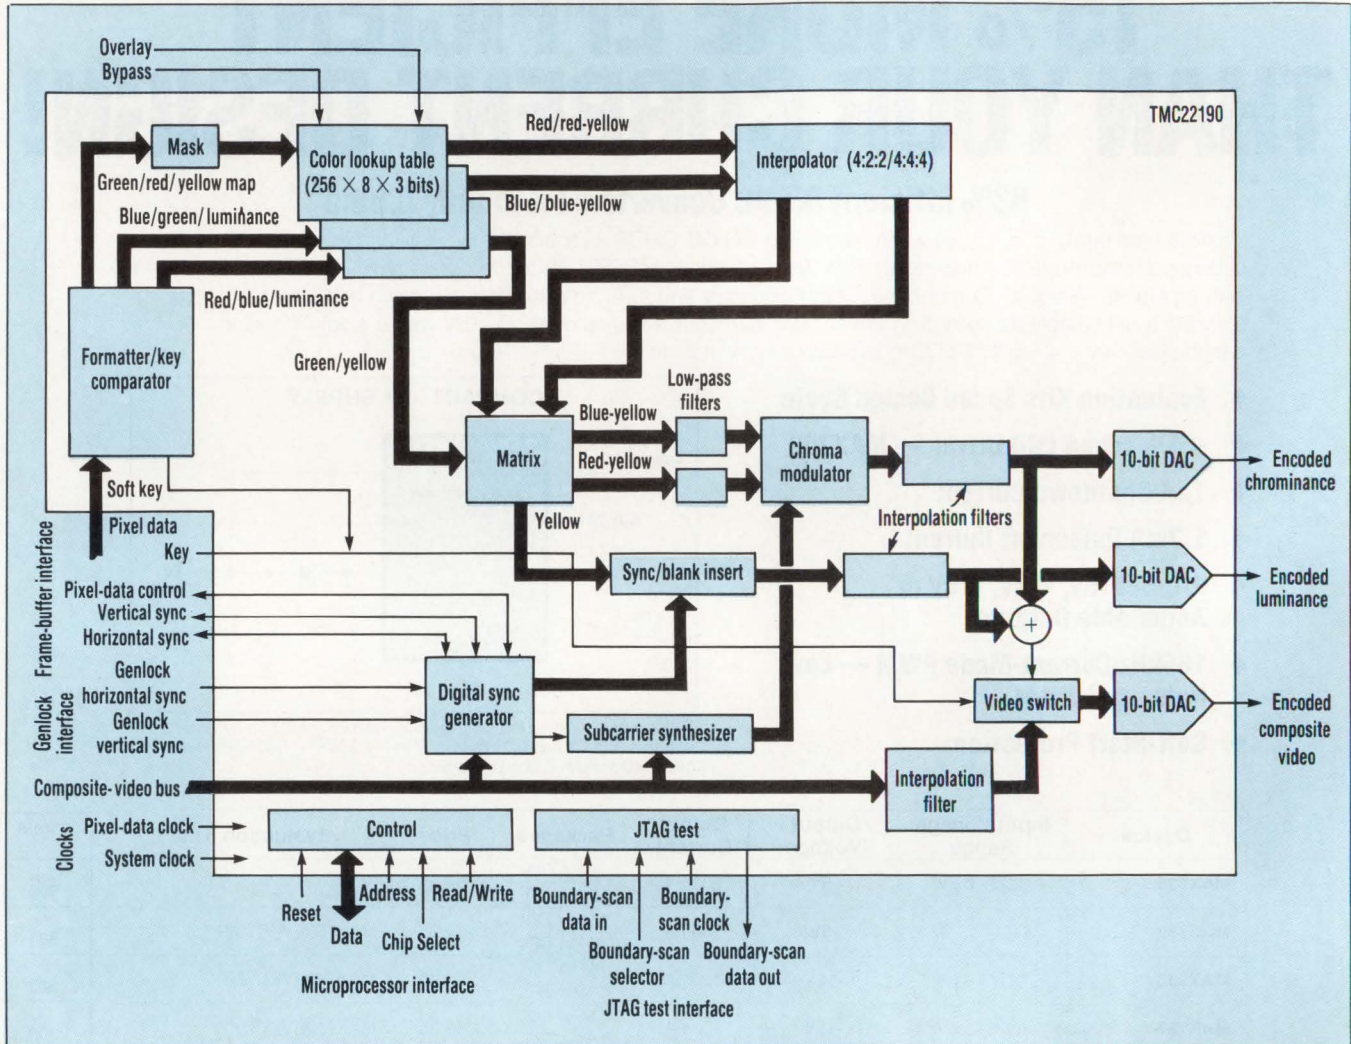 Overlay
Bypass
TMC22190
Mask
Color lookup table
(256 × 8 × 3 bits)
Red/red-yellow
Interpolator (4:2:2/4:4:4)
Green/red/yellow map
Blue/blue-yellow
Blue/green/luminance
Red/blue/luminance
Formatter/key
comparator
Green/yellow
Low-pass
filters
Blue-yellow
Matrix
Red-yellow
Chroma
modulator
10-bit DAC
Encoded
chrominance
Soft key
Pixel data
Yellow
Interpolation filters
Key
Sync/blank insert
10-bit DAC
Encoded
luminance
Frame-buffer interface
Pixel-data control
Vertical sync
Horizontal sync
+
Genlock
interface
Genlock
horizontal sync
Genlock
vertical sync
Digital sync
generator
Subcarrier synthesizer
Video switch
10-bit DAC
Encoded
composite
video
Composite-video bus
Interpolation
filter
Clocks
Pixel-data clock
System clock
Control
JTAG test
Reset
Data
Address
Chip Select
Read/Write
Microprocessor interface
Boundary-scan
data in
Boundary-scan
selector
Boundary-
scan clock
Boundary-scan
data out
JTAG test interface